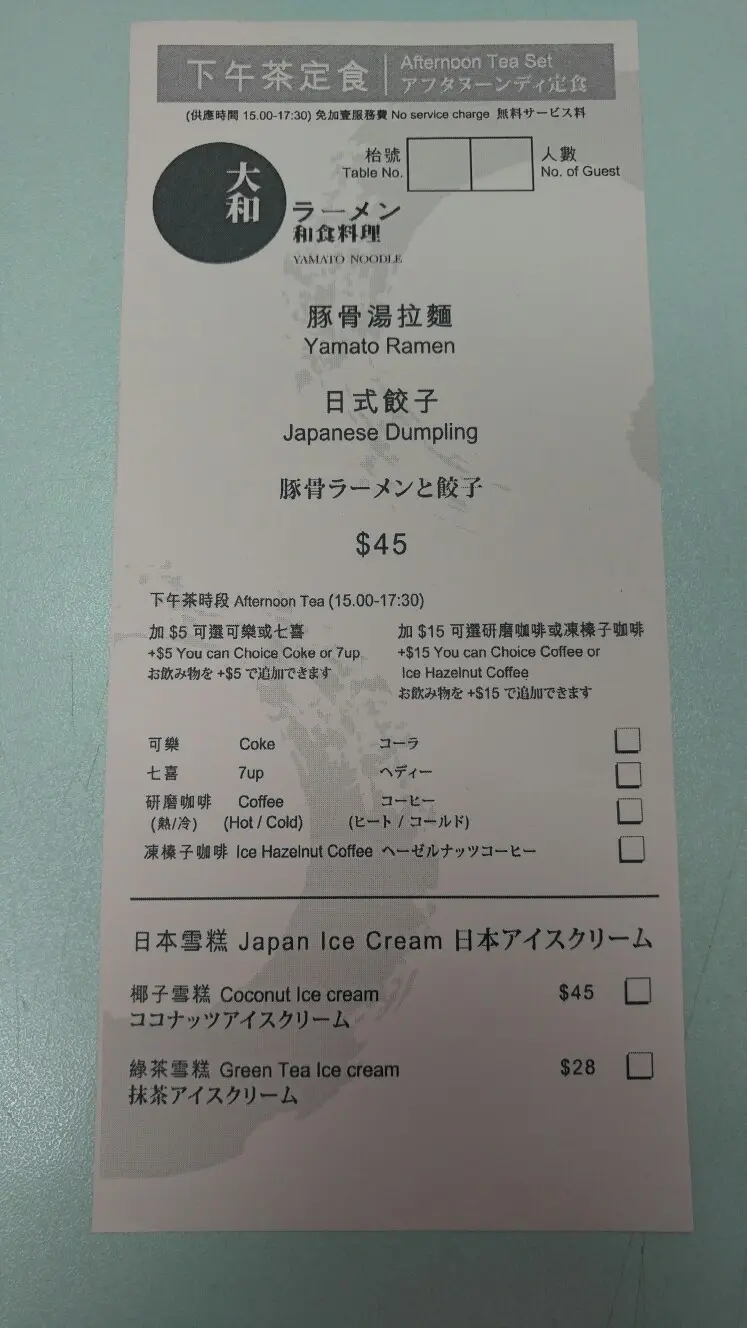 下午茶定食 Afternoon Tea Set
アフタヌーンディ定食
(供應時間 15.00-17:30) 免加壹服務費 No service charge 無料サービス料
枱號 人數
Table No. No. of Guest
大和
ラーメン
和食料理
YAMATO NOODLE
豚骨湯拉麵
Yamato Ramen
日式餃子
Japanese Dumpling
豚骨ラーメンと餃子
$45
下午茶時段 Afternoon Tea (15.00-17:30)
加 $5 可選可樂或七喜
+$5 You can Choice Coke or 7up
お飲み物を +$5 で追加できます
加 $15 可選研磨咖啡或凍榛子咖啡
+$15 You can Choice Coffee or
Ice Hazelnut Coffee
お飲み物を +$15 で追加できます
可樂 Coke コーラ
七喜 7up ヘディー
研磨咖啡 Coffee コーヒー
(熱/冷) (Hot / Cold) (ヒート / コールド)
凍榛子咖啡 Ice Hazelnut Coffee ヘーゼルナッツコーヒー
日本雪糕 Japan Ice Cream 日本アイスクリーム
椰子雪糕 Coconut Ice cream $45
ココナッツアイスクリーム
綠茶雪糕 Green Tea Ice cream $28
抹茶アイスクリーム